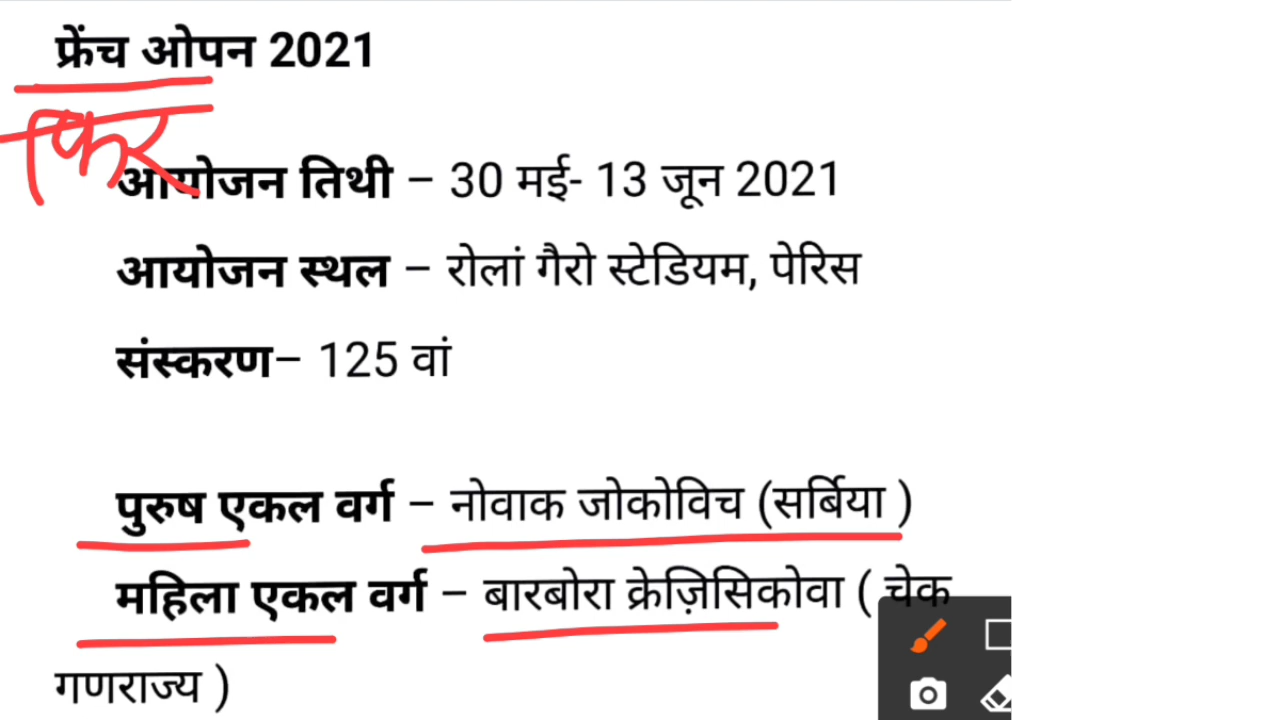 फ्रेंच ओपन 2021
आयोजन तिथी – 30 मई- 13 जून 2021
आयोजन स्थल – रोलां गैरो स्टेडियम, पेरिस
संस्करण– 125 वां
पुरुष एकल वर्ग – नोवाक जोकोविच (सर्बिया )
महिला एकल वर्ग – बारबोरा क्रेज़िसिकोवा ( चेक
गणराज्य )